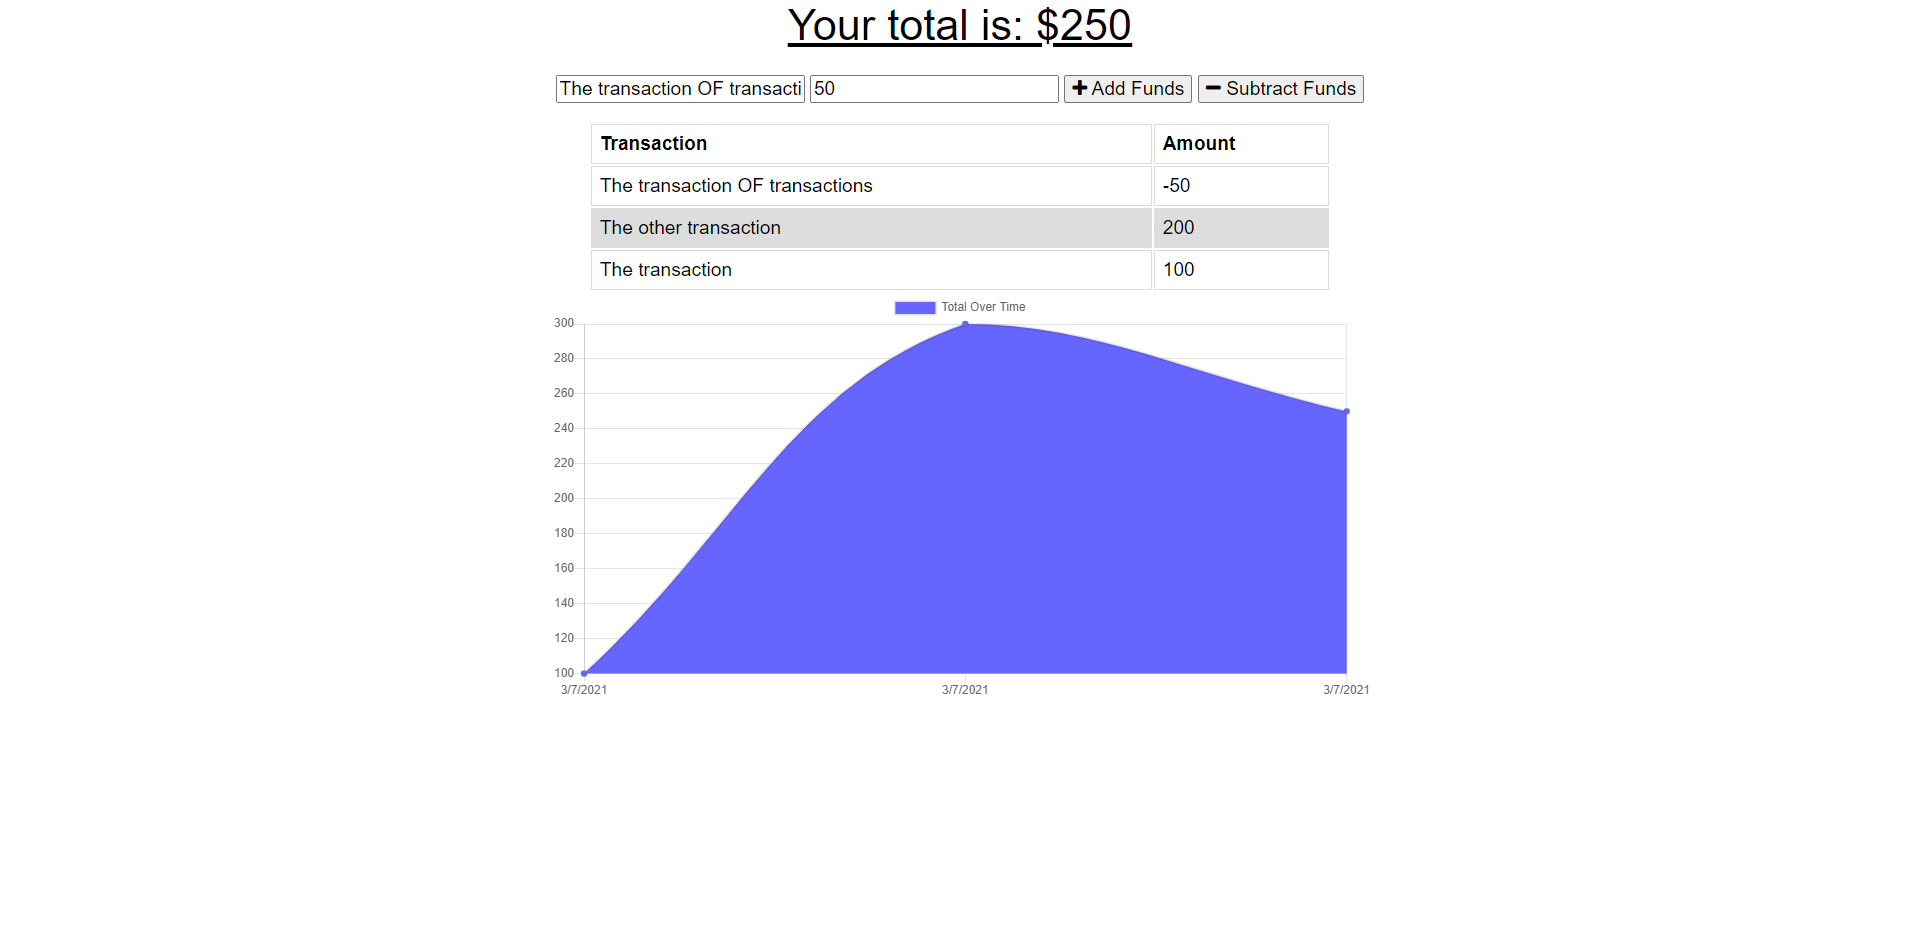 Your total is: $250
The transaction OF transacti 50 Add Funds Subtract Funds
Transaction Amount
The transaction OF transactions -50
The other transaction 200
The transaction 100
Total Over Time
300
280
260
240
220
200
180
160
140
120
100
3/7/2021 3/7/2021 3/7/2021